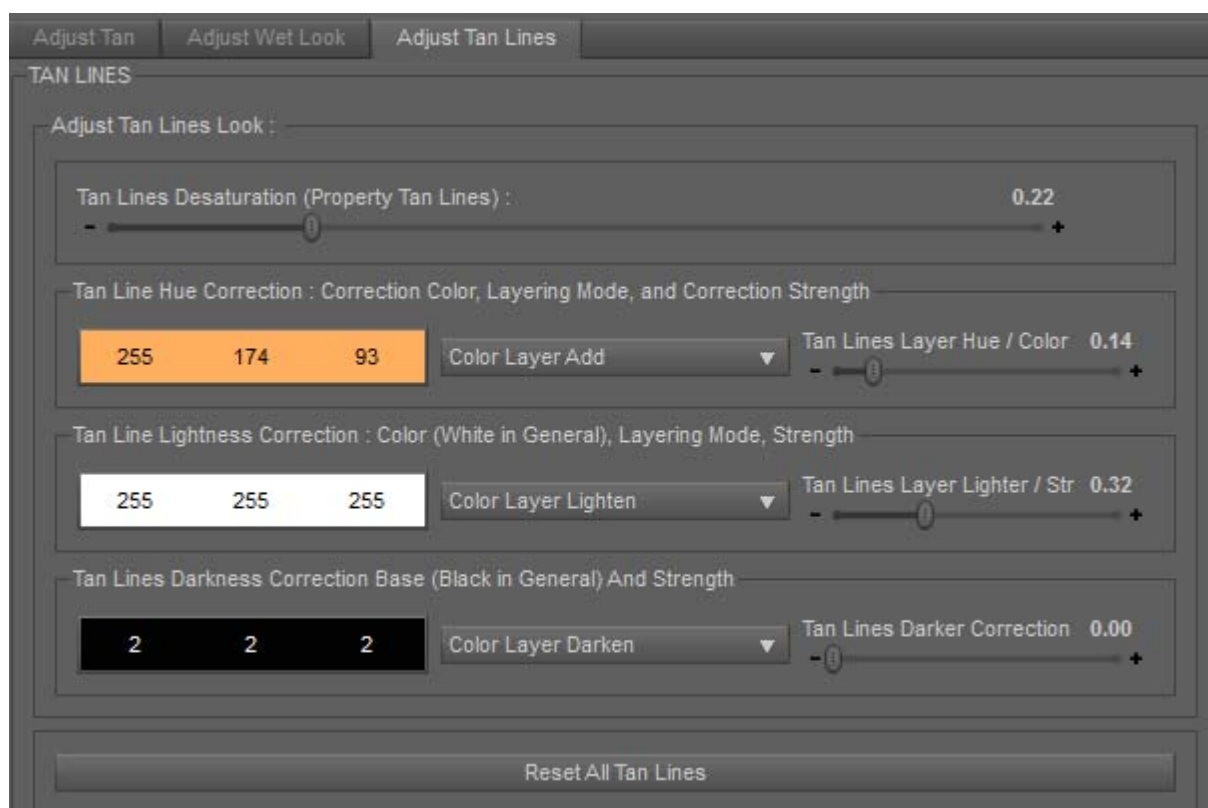 Adjust Tan Adjust Wet Look Adjust Tan Lines
TAN LINES
Adjust Tan Lines Look :
Tan Lines Desaturation (Property Tan Lines) : 0.22
- +
Tan Line Hue Correction : Correction Color, Layering Mode, and Correction Strength
255 174 93 Color Layer Add Tan Lines Layer Hue / Color 0.14
- +
Tan Line Lightness Correction : Color (White in General), Layering Mode, Strength
255 255 255 Color Layer Lighten Tan Lines Layer Lighter / Str 0.32
- +
Tan Lines Darkness Correction Base (Black in General) And Strength
2 2 2 Color Layer Darken Tan Lines Darker Correction 0.00
- +
Reset All Tan Lines